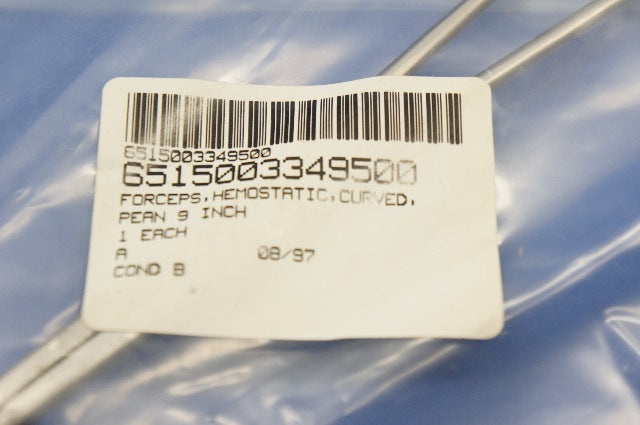 6515003349500
6515003349500
FORCEPS,HEMOSTATIC,CURVED,
PEAN 9 INCH
1 EACH
A 08/97
COND B